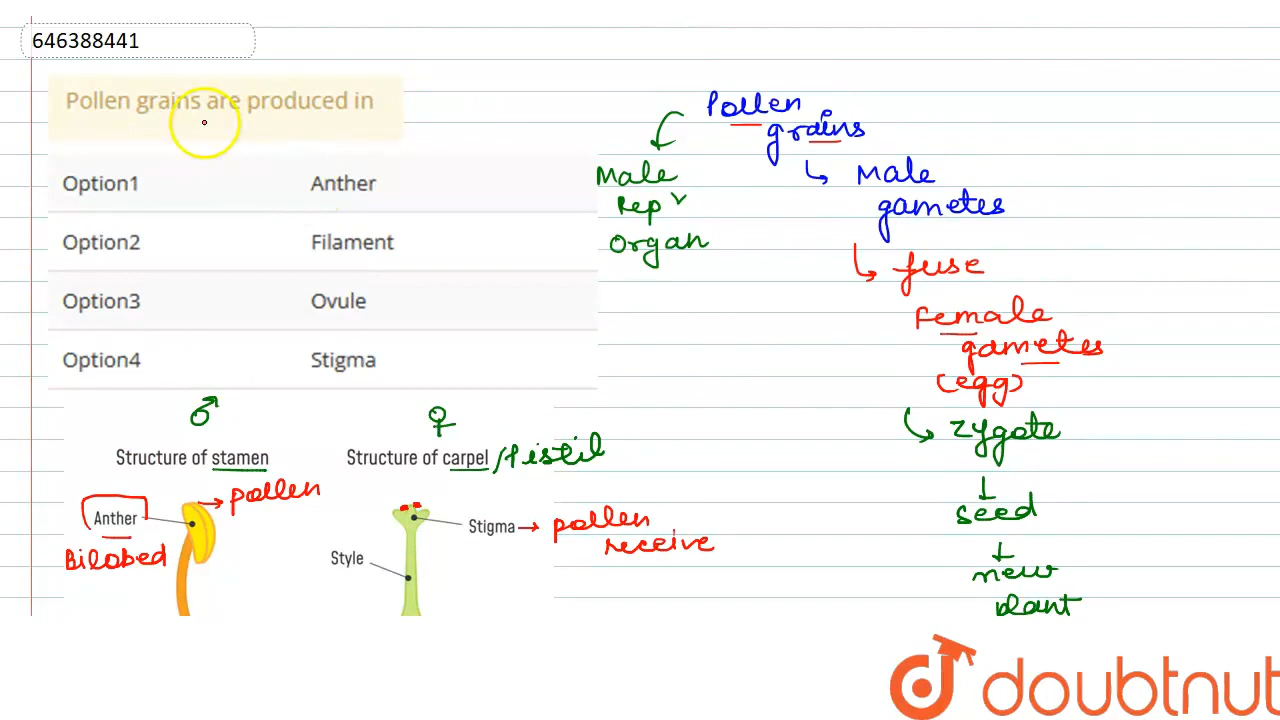 646388441
Pollen grains are produced in
Option1 Anther
Option2 Filament
Option3 Ovule
Option4 Stigma
♂ ♀
Structure of stamen
Structure of carpel /Pistil
Anther
Bilobed
pollen
Stigma → pollen
receive
Style
Pollen
grains
Male
Rep
Organ
Male
gametes
fuse
Female
gametes
(egg)
zygote
seed
new
plant
doubtnut